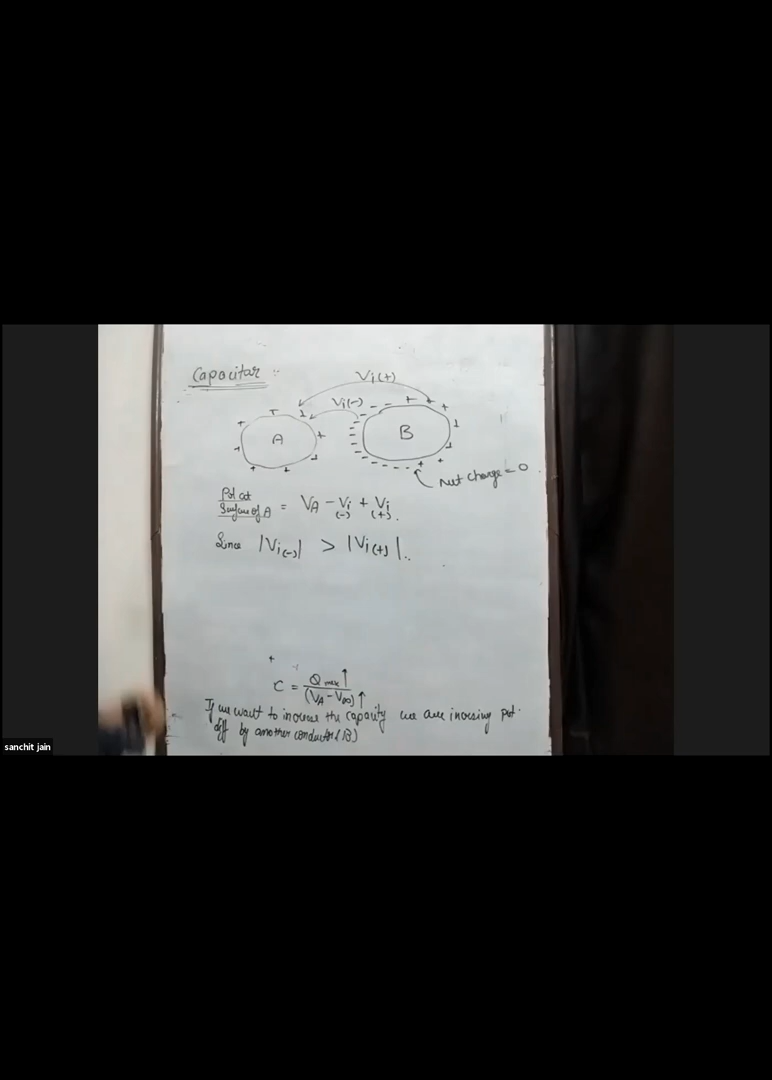 Capacitor :-
Vi(+)
Vi(-)
A
B
Net Charge = 0
Pot at Surface of A = VA - Vi(-) + Vi(+).
Since |Vi(-)| > |Vi(+)|..
C = Qmax↑ / (VA - V∞)↑
If we want to increase the capacity we are incresing pot.
diff by another conductor (B)
sanchit jain